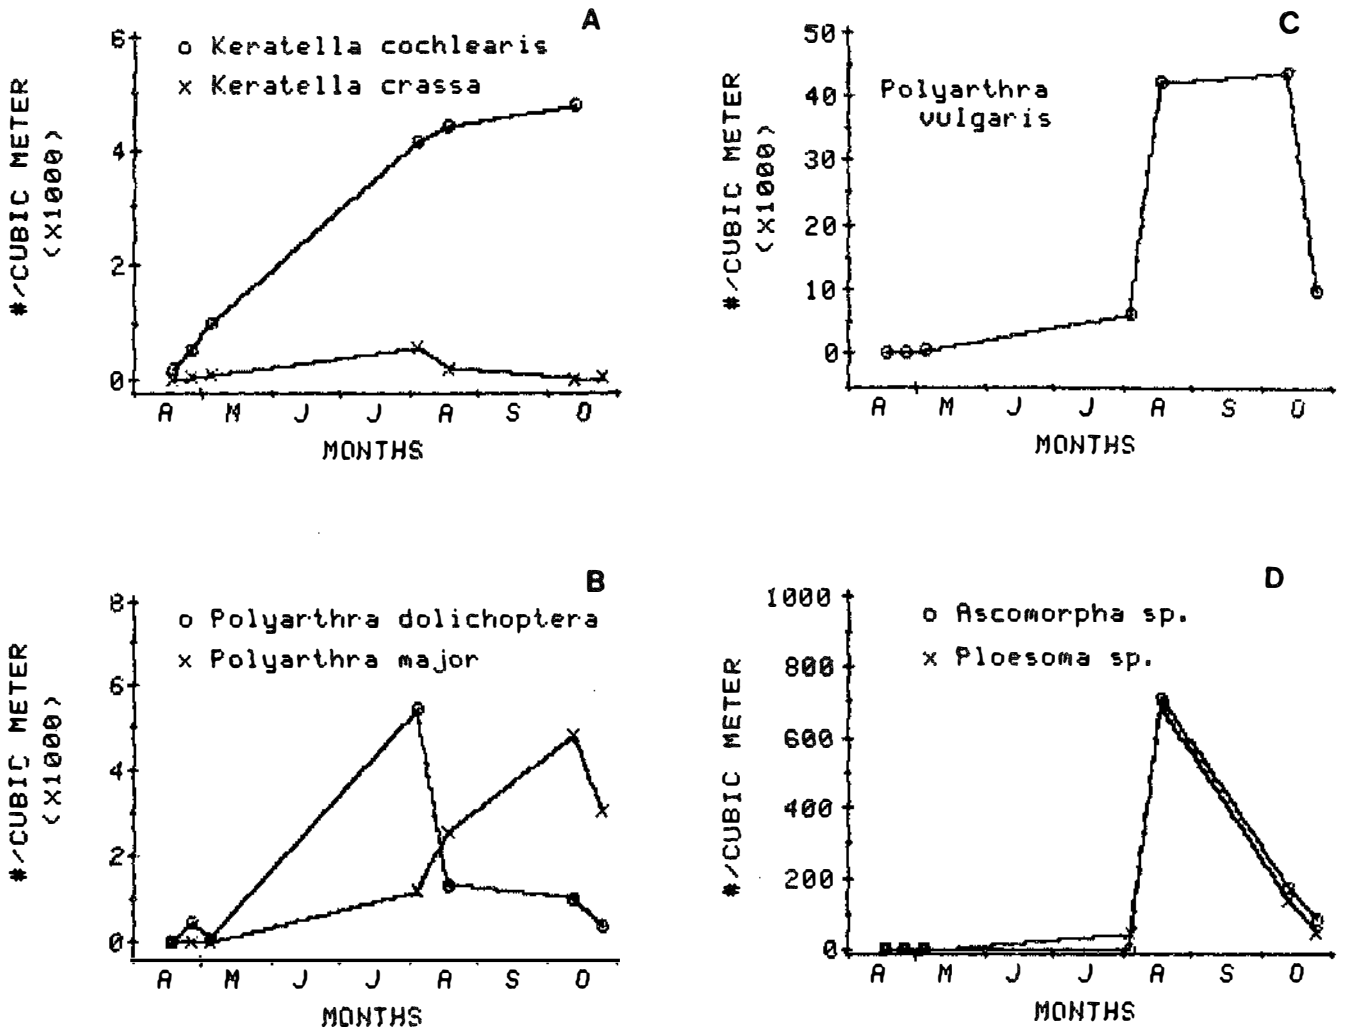 A
6
4
2
0
o Keratella cochlearis
x Keratella crassa
#/CUBIC METER
(X1000)
A M J J A S O
MONTHS
C
50
40
30
20
10
0
Polyarthra
vulgaris
#/CUBIC METER
(X1000)
A M J J A S O
MONTHS
B
8
6
4
2
0
o Polyarthra dolichoptera
x Polyarthra major
#/CUBIC METER
(X1000)
A M J J A S O
MONTHS
D
1000
800
600
400
200
0
o Ascomorpha sp.
x Ploesoma sp.
#/CUBIC METER
A M J J A S O
MONTHS